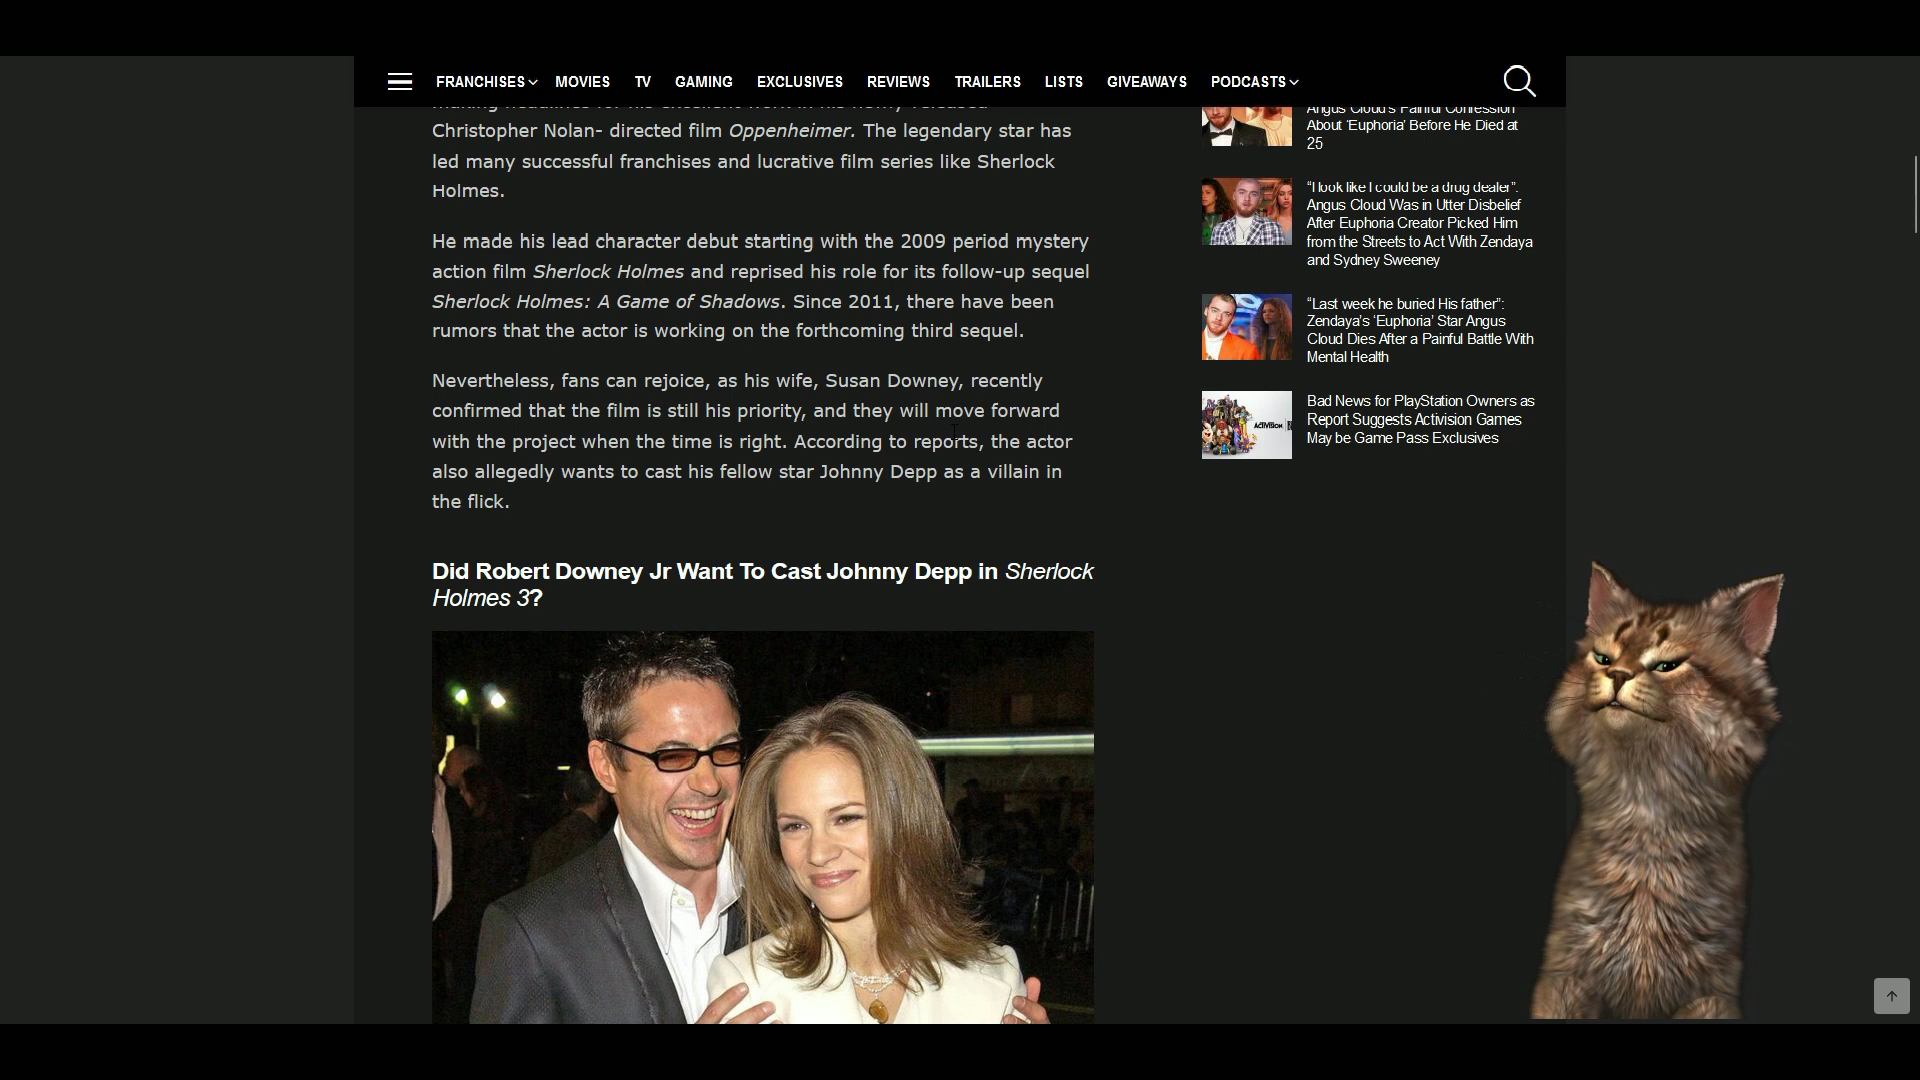 FRANCHISES MOVIES TV GAMING EXCLUSIVES REVIEWS TRAILERS LISTS GIVEAWAYS PODCASTS
making headlines for his excellent work in his newly released
Christopher Nolan- directed film Oppenheimer. The legendary star has
led many successful franchises and lucrative film series like Sherlock
Holmes.
He made his lead character debut starting with the 2009 period mystery
action film Sherlock Holmes and reprised his role for its follow-up sequel
Sherlock Holmes: A Game of Shadows. Since 2011, there have been
rumors that the actor is working on the forthcoming third sequel.
Nevertheless, fans can rejoice, as his wife, Susan Downey, recently
confirmed that the film is still his priority, and they will move forward
with the project when the time is right. According to reports, the actor
also allegedly wants to cast his fellow star Johnny Depp as a villain in
the flick.
Did Robert Downey Jr Want To Cast Johnny Depp in Sherlock
Holmes 3?
Angus Cloud's Painful Confession
About 'Euphoria' Before He Died at
25
“I look like I could be a drug dealer”:
Angus Cloud Was in Utter Disbelief
After Euphoria Creator Picked Him
from the Streets to Act With Zendaya
and Sydney Sweeney
“Last week he buried His father”:
Zendaya’s ‘Euphoria’ Star Angus
Cloud Dies After a Painful Battle With
Mental Health
ACTIVISION
Bad News for PlayStation Owners as
Report Suggests Activision Games
May be Game Pass Exclusives